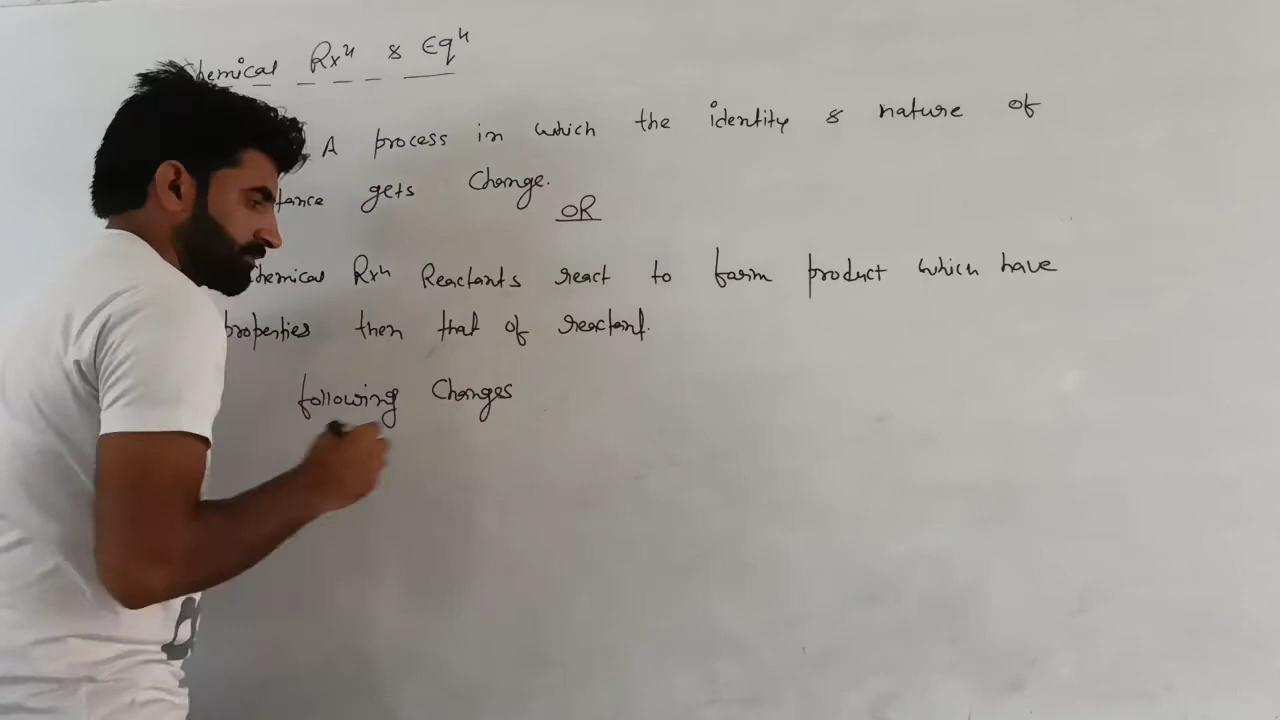 Chemical Rxⁿ & Eqⁿ
A process in which the identity & nature of
tance gets Change.
OR
Chemical Rxⁿ Reactants react to form product which have
properties then that of reactant.
following Changes